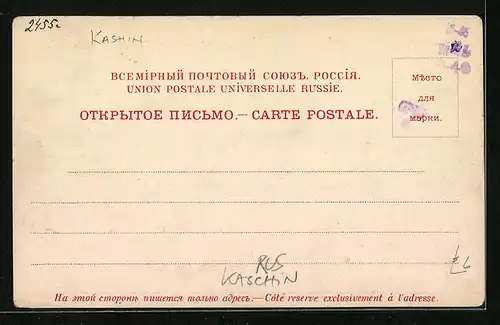 2455.
KASHIN
ВСЕМІРНЫЙ ПОЧТОВЫЙ СОЮЗЪ. РОССІЯ.
UNION POSTALE UNIVERSELLE RUSSIE.
ОТКРЫТОЕ ПИСЬМО.— CARTE POSTALE.
Мѣсто
для
марки.
RUS
KASCHIN
На этой сторонѣ пишется только адресъ.—Côté reservé exclusivement à l'adresse.